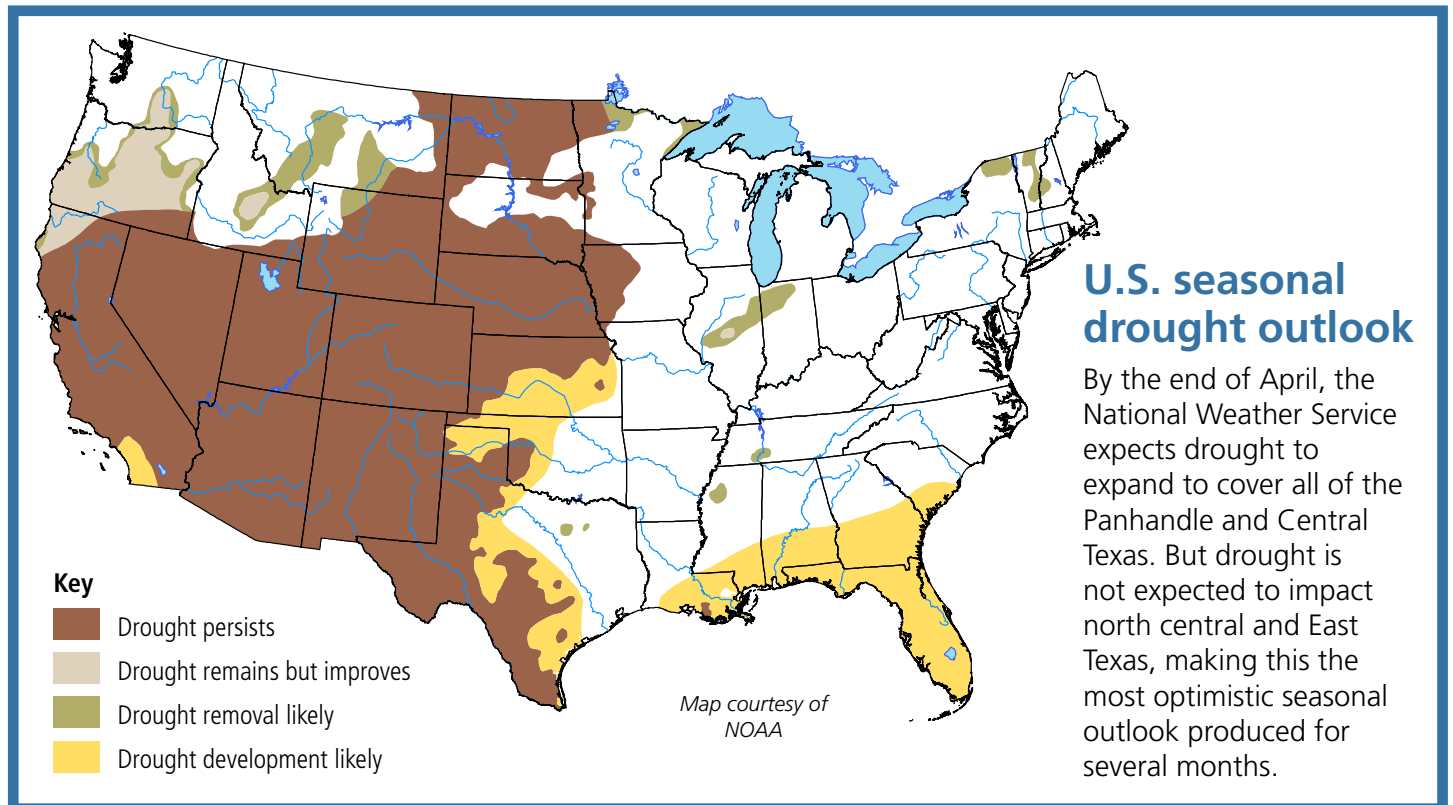 U.S. seasonal
drought outlook
By the end of April, the
National Weather Service
expects drought to
expand to cover all of the
Panhandle and Central
Texas. But drought is
not expected to impact
north central and East
Texas, making this the
most optimistic seasonal
outlook produced for
several months.
Key
Drought persists
Drought remains but improves
Drought removal likely
Drought development likely
Map courtesy of
NOAA